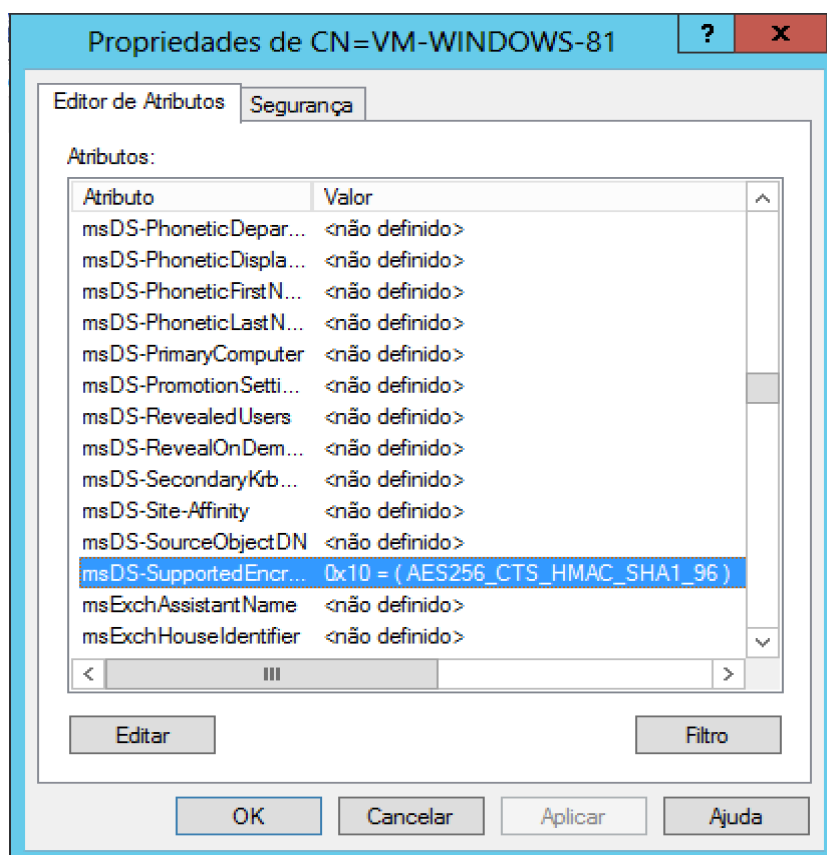 Propriedades de CN=VM-WINDOWS-81
?
x
Editor de Atributos
Segurança
Atributos:
Atributo Valor
msDS-PhoneticDepar... <não definido>
msDS-PhoneticDispla... <não definido>
msDS-PhoneticFirstN... <não definido>
msDS-PhoneticLastN... <não definido>
msDS-PrimaryComputer <não definido>
msDS-PromotionSetti... <não definido>
msDS-RevealedUsers <não definido>
msDS-RevealOnDem... <não definido>
msDS-SecondaryKrb... <não definido>
msDS-Site-Affinity <não definido>
msDS-SourceObjectDN <não definido>
msDS-SupportedEncr... 0x10 = ( AES256_CTS_HMAC_SHA1_96 )
msExchAssistantName <não definido>
msExchHouseIdentifier <não definido>
Editar
Filtro
OK
Cancelar
Aplicar
Ajuda